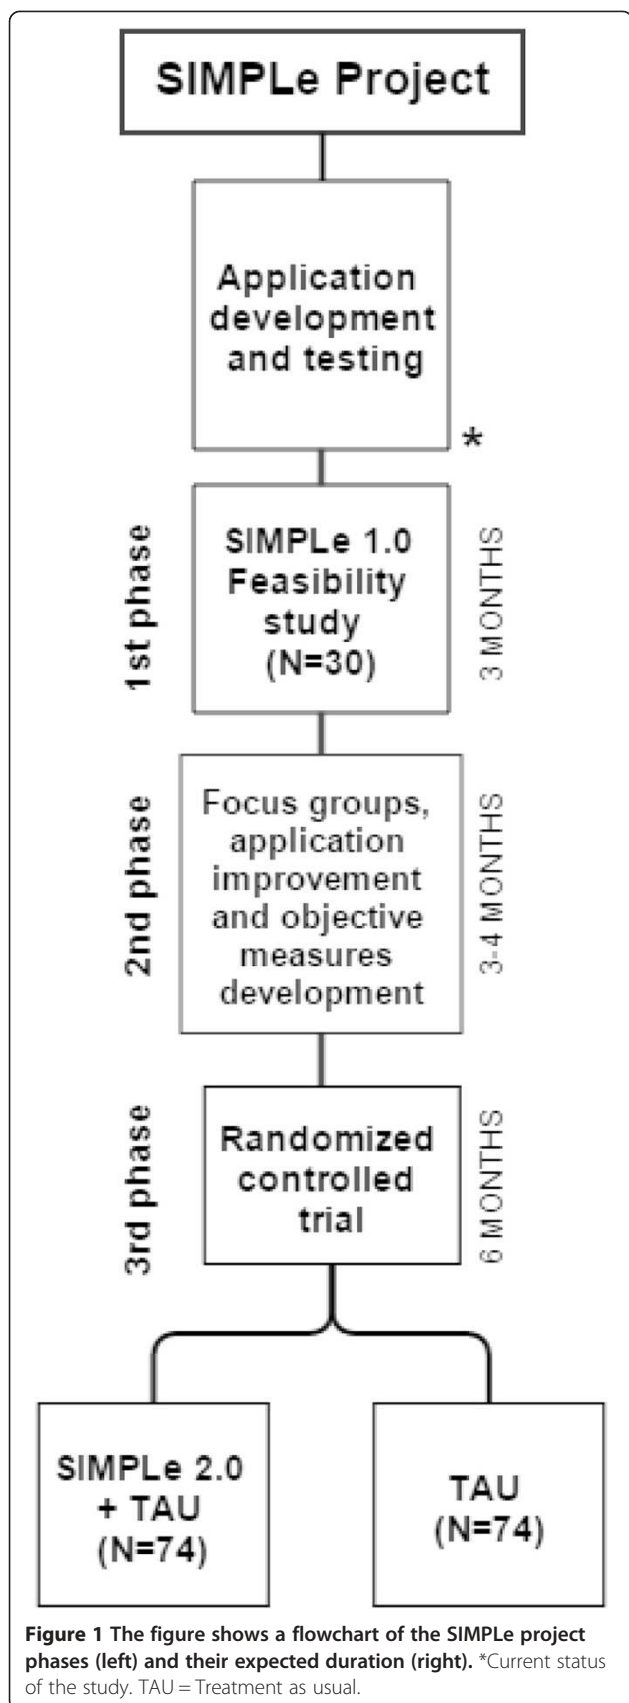 SIMPLe Project
Application
development
and testing
*
1st phase
SIMPLe 1.0
Feasibility
study
(N=30)
3 MONTHS
2nd phase
Focus groups,
application
improvement
and objective
measures
development
3-4 MONTHS
3rd phase
Randomized
controlled
trial
6 MONTHS
SIMPLe 2.0
+ TAU
(N=74)
TAU
(N=74)
Figure 1 The figure shows a flowchart of the SIMPLe project
phases (left) and their expected duration (right). *Current status
of the study. TAU = Treatment as usual.